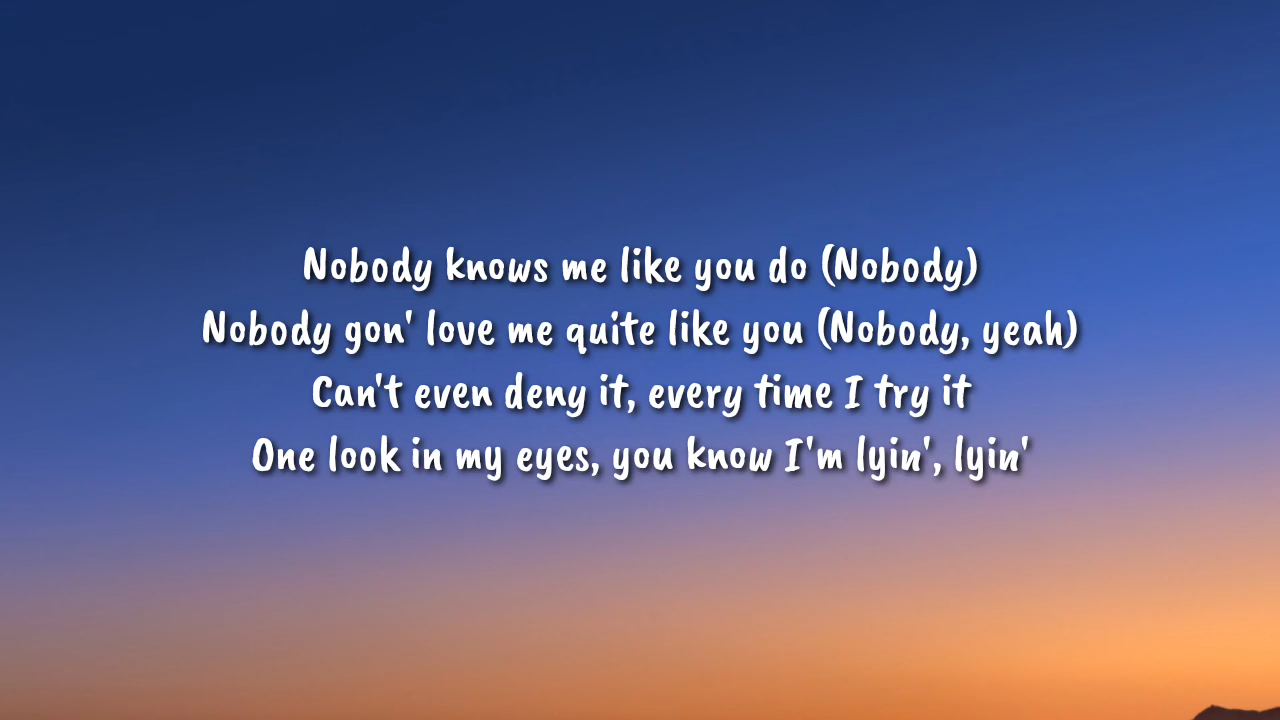 Nobody knows me like you do (Nobody)
Nobody gon' love me quite like you (Nobody, yeah)
Can't even deny it, every time I try it
One look in my eyes, you know I'm lyin', lyin'